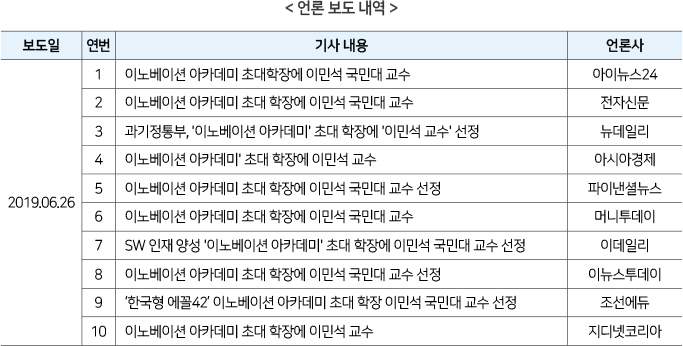 < 언론 보도 내역 >
보도일 연번 기사 내용 언론사
2019.06.26
1 이노베이션 아카데미 초대학장에 이민석 국민대 교수 아이뉴스24
2 이노베이션 아카데미 초대 학장에 이민석 국민대 교수 전자신문
3 과기정통부, '이노베이션 아카데미' 초대 학장에 '이민석 교수' 선정 뉴데일리
4 이노베이션 아카데미' 초대 학장에 이민석 교수 아시아경제
5 이노베이션 아카데미 초대 학장에 이민석 국민대 교수 선정 파이낸셜뉴스
6 이노베이션 아카데미 초대 학장에 이민석 국민대 교수 머니투데이
7 SW 인재 양성 '이노베이션 아카데미' 초대 학장에 이민석 국민대 교수 선정 이데일리
8 이노베이션 아카데미 초대 학장에 이민석 국민대 교수 선정 이뉴스투데이
9 '한국형 에꼴42' 이노베이션 아카데미 초대 학장 이민석 국민대 교수 선정 조선에듀
10 이노베이션 아카데미 초대 학장에 이민석 교수 지디넷코리아